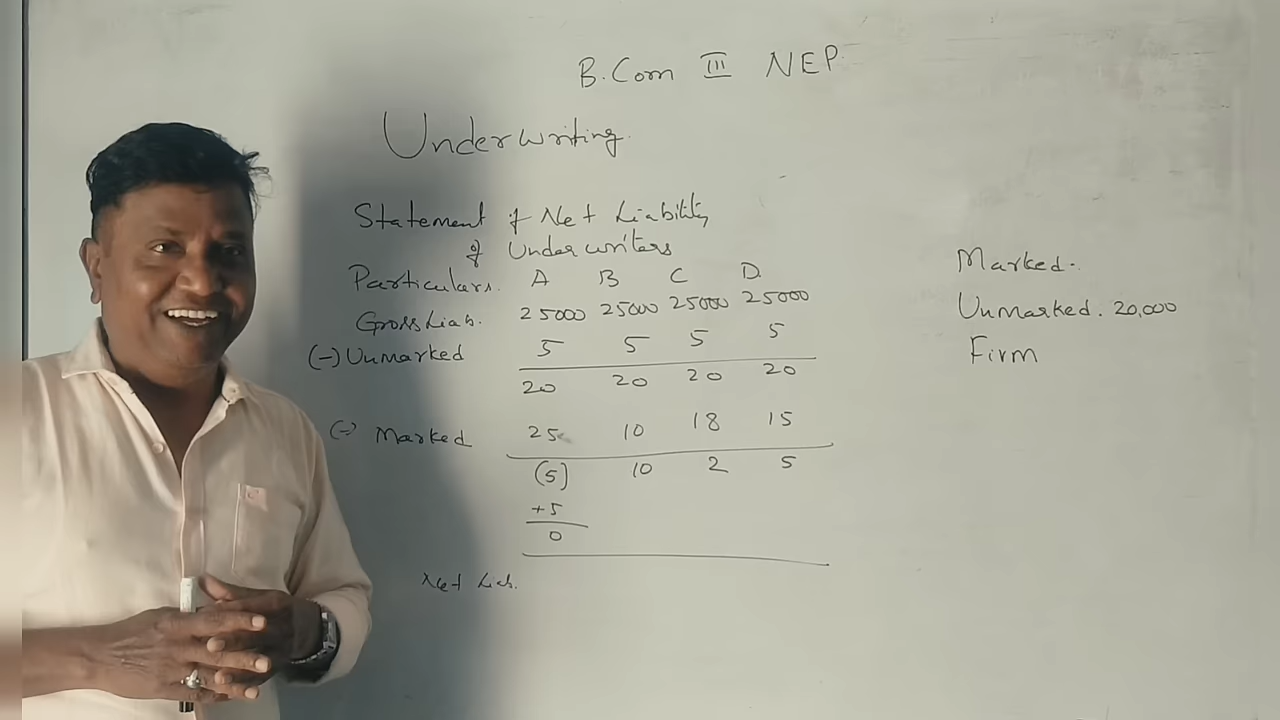 B.Com III NEP
Underwriting.
Statement of Net Liability
of Underwriters
Particulars. A B C D.
Gross Liab. 25000 25000 25000 25000
(-) Unmarked 5 5 5 5
20 20 20 20
(-) Marked 25 10 18 15
(5) 10 2 5
+5
0
Net Liab.
Marked.
Unmarked. 20,000
Firm